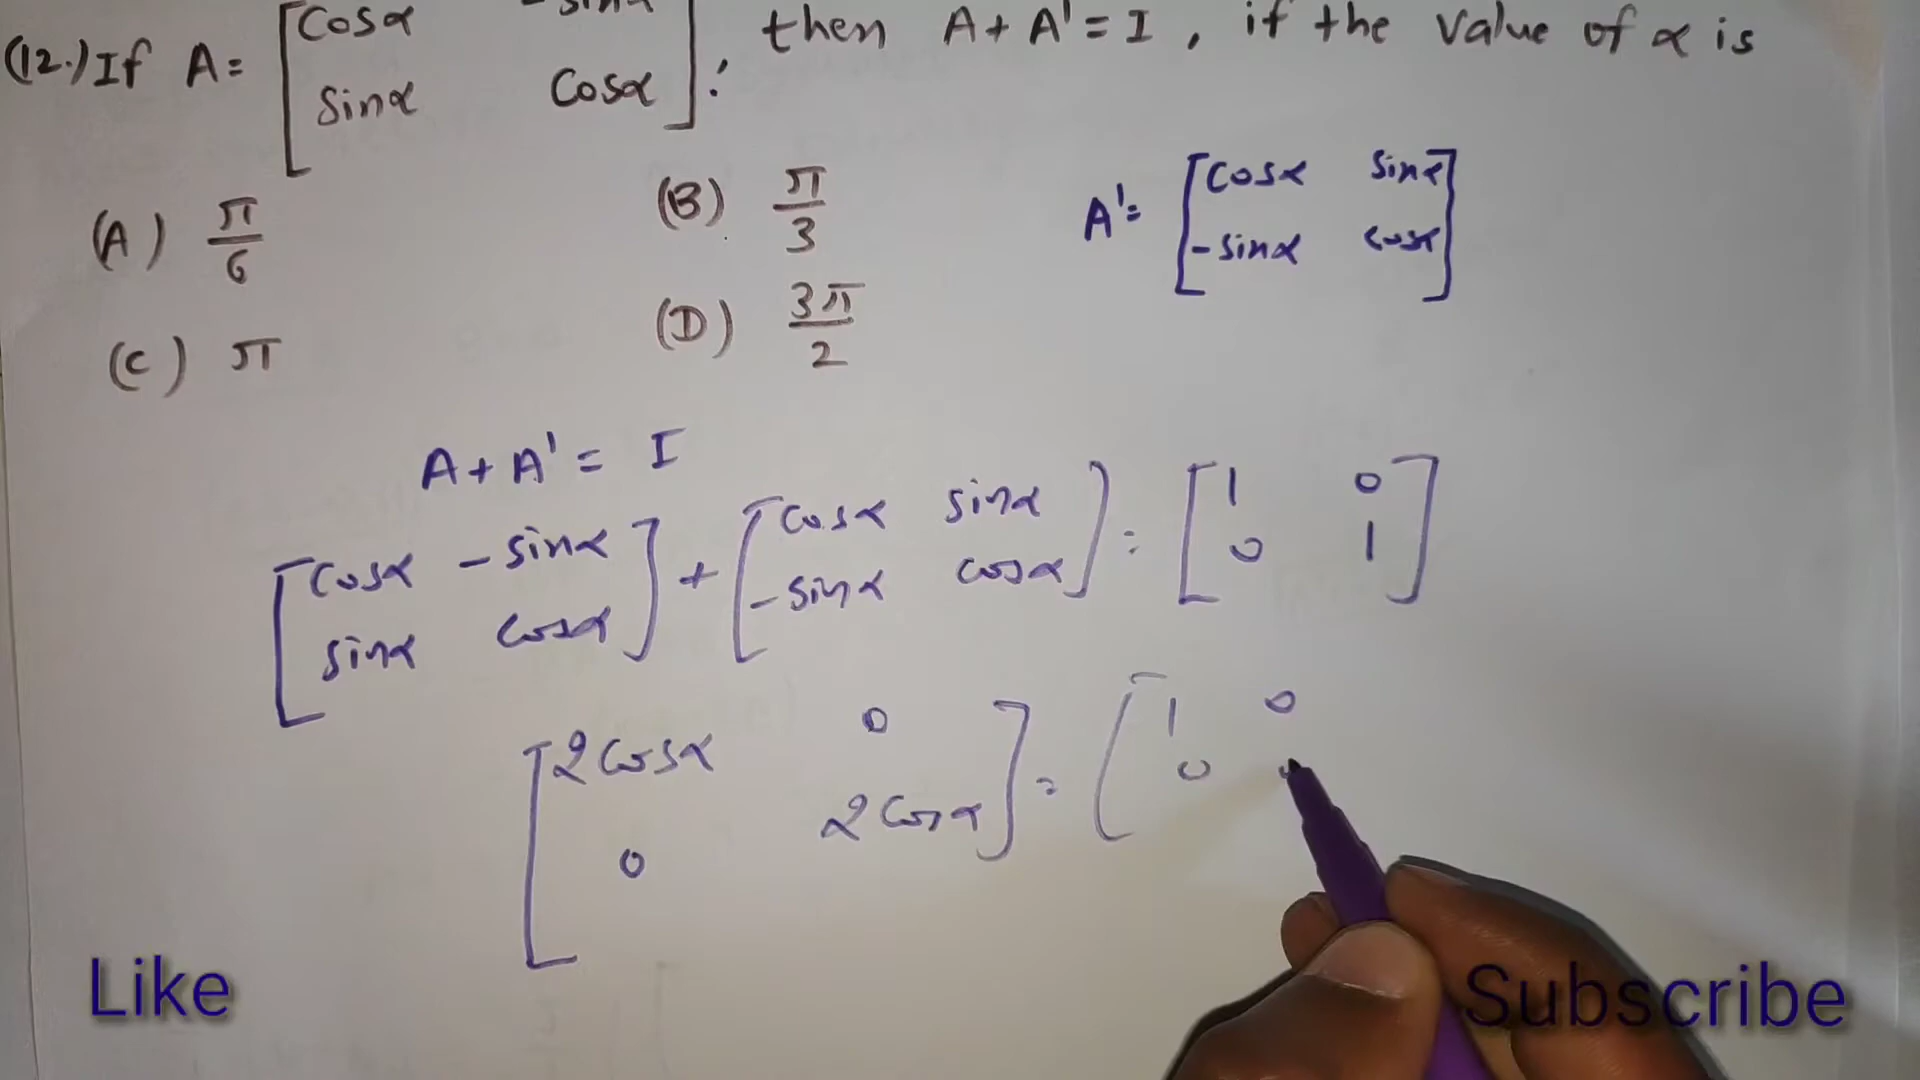 (12.) If A = [cosα -sinα
sinα cosα] : then A + A' = I , if the value of α is
(A) π/6
(B) π/3
A' = [cosα sinα
-sinα cosα]
(C) π
(D) 3π/2
A + A' = I
[cosα -sinα
sinα cosα] + [cosα sinα
-sinα cosα] = [1 0
0 1]
[2cosα 0
0 2cosα] = [1 0
0
Like
Subscribe